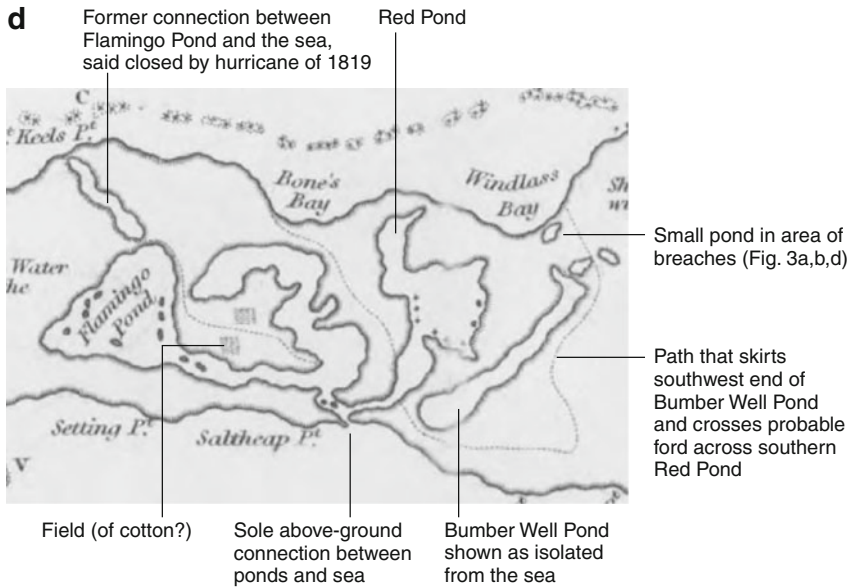 d
Former connection between
Flamingo Pond and the sea,
said closed by hurricane of 1819
Red Pond
C
Keels P.t
Bone's
Bay
Windlass
Bay
Sh
Small pond in area of
breaches (Fig. 3a,b,d)
Water
he
Flamingo
Pond
Path that skirts
southwest end of
Bumber Well Pond
and crosses probable
ford across southern
Red Pond
Setting P.t
Saltheap P.t
V
Field (of cotton?)
Sole above-ground
connection between
ponds and sea
Bumber Well Pond
shown as isolated
from the sea